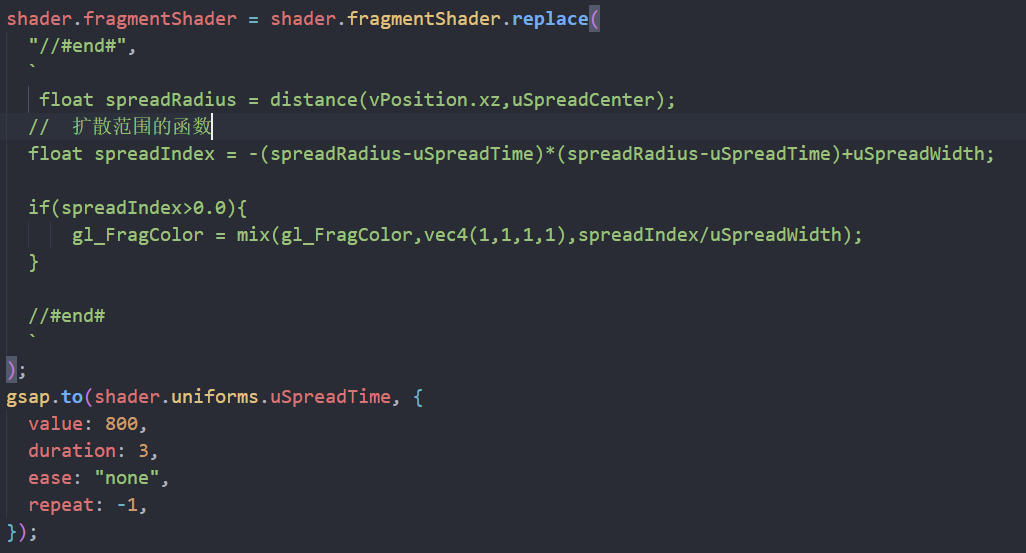 shader.fragmentShader = shader.fragmentShader.replace(
"//#end#",
`
float spreadRadius = distance(vPosition.xz,uSpreadCenter);
//  扩散范围的函数
float spreadIndex = -(spreadRadius-uSpreadTime)*(spreadRadius-uSpreadTime)+uSpreadWidth;
if(spreadIndex>0.0){
gl_FragColor = mix(gl_FragColor,vec4(1,1,1,1),spreadIndex/uSpreadWidth);
}
//#end#
`
);
gsap.to(shader.uniforms.uSpreadTime, {
value: 800,
duration: 3,
ease: "none",
repeat: -1,
});